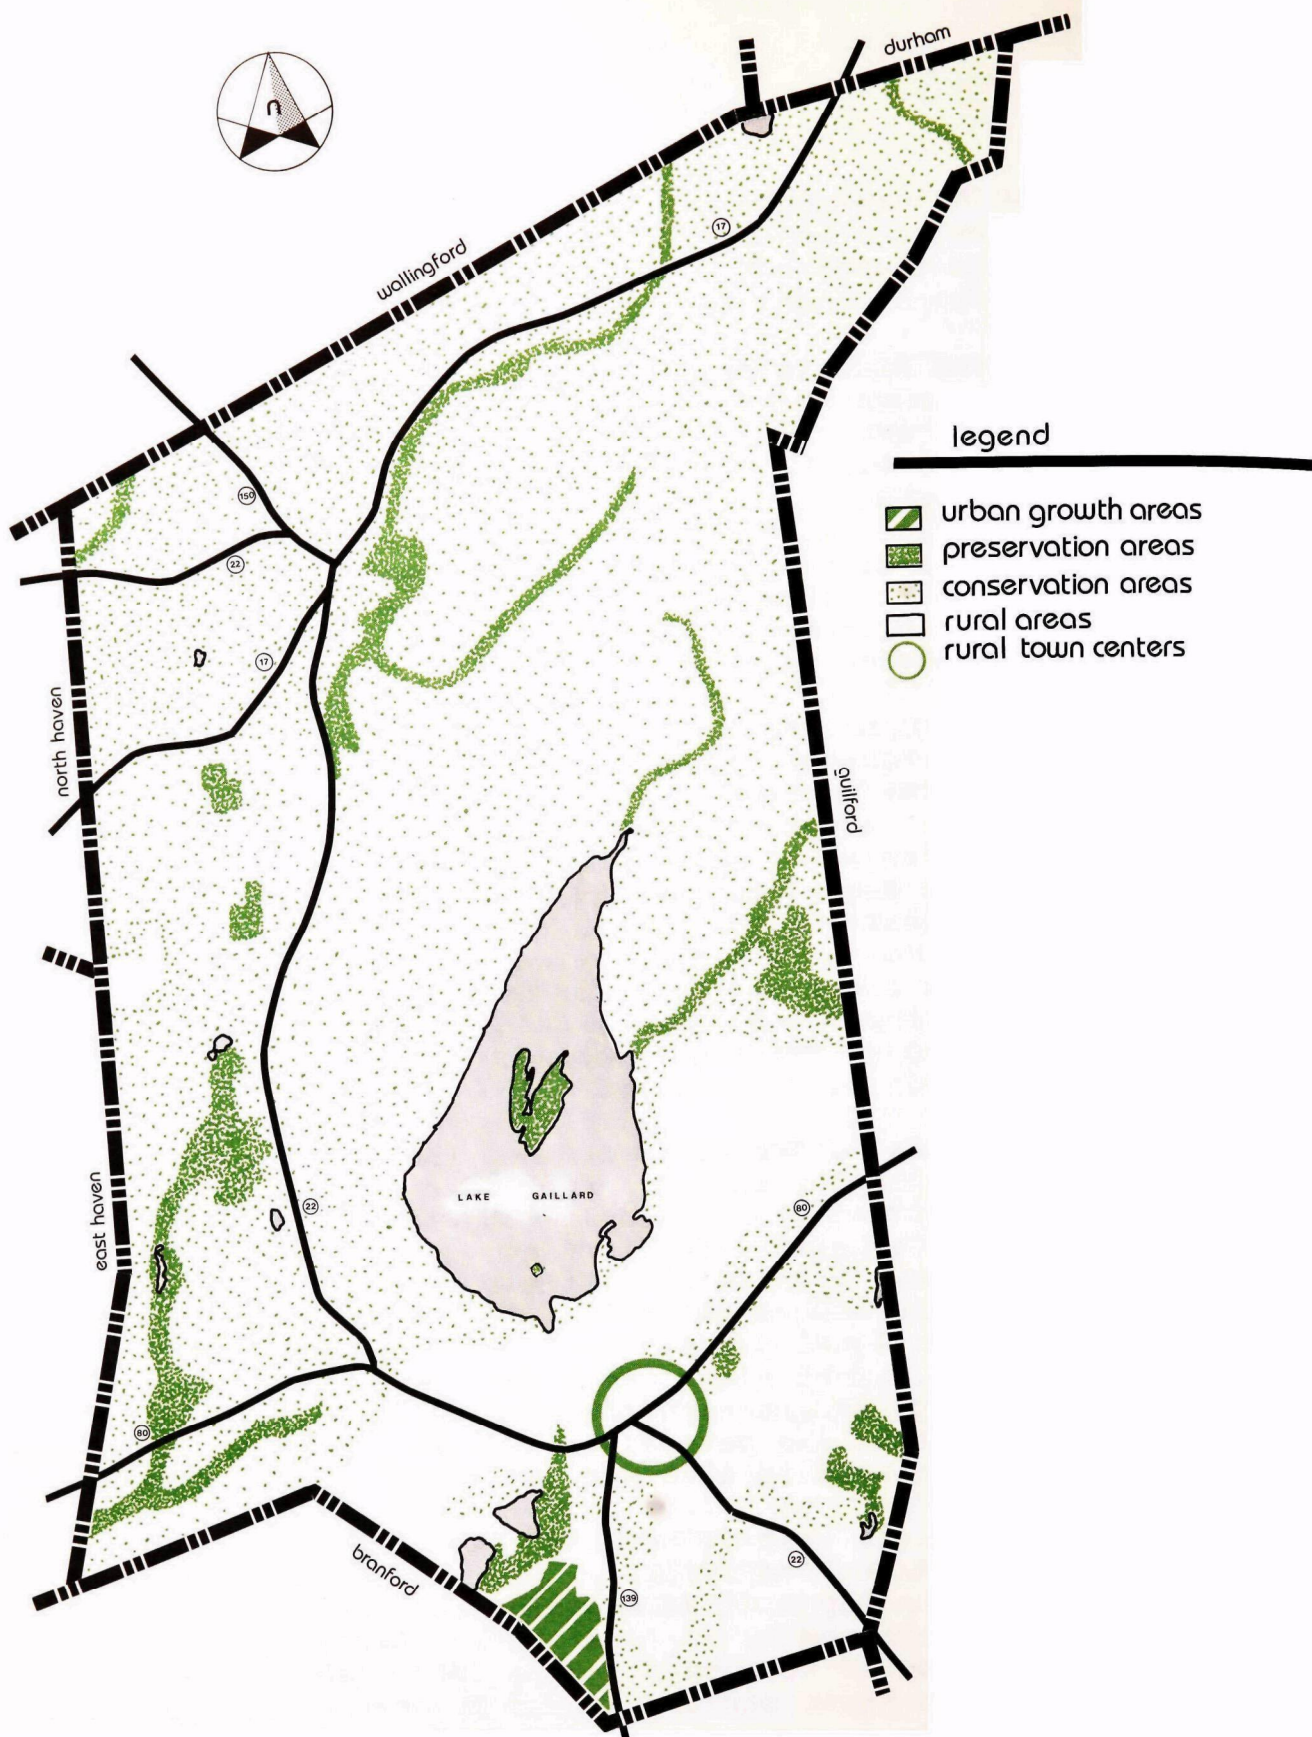 n
durham
17
wallingford
legend
150
urban growth areas
preservation areas
22
conservation areas
rural areas
rural town centers
17
north haven
guilford
LAKE GAILLARD
22
80
east haven
80
branford
22
139